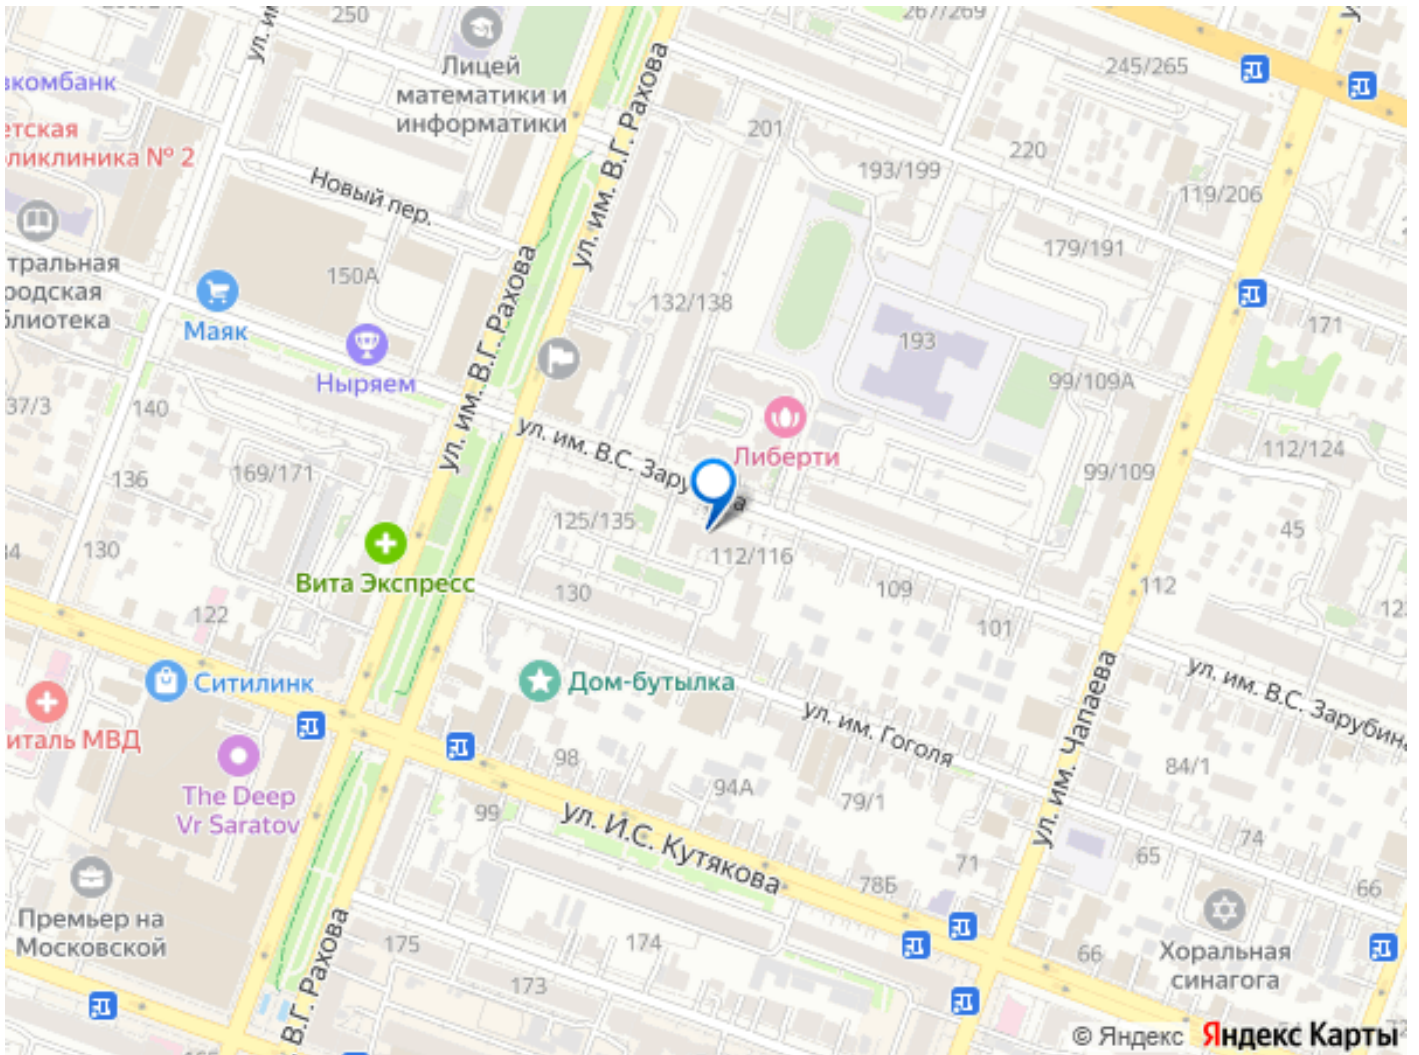 250
267/269
ул. им
Лицей
математики и
информатики
ул. им. В.Г. Рахова
245/265
вкомбанк
етская
ликлиника № 2
201
220
193/199
119/206
Новый пер.
179/191
тральная
родская
блиотека
150А
Маяк
132/138
ул. им. В.Г. Рахова
171
193
Ныряем
99/109А
37/3
140
ул. им. В.С. Зару
а
Либерти
112/124
136
169/171
99/109
125/135
45
34
130
Вита Экспресс
112/116
130
109
112
122
101
ул. им. В.С. Зарубина
Ситилинк
Дом-бутылка
ул. им. Чапаева
италь МВД
ул. им. Гоголя
98
84/1
The Deep
Vr Saratov
94А
79/1
99
ул. И.С. Кутякова
74
65
71
78Б
66
Премьер на
Московской
В.Г. Рахова
175
174
66
Хоральная
синагога
173
© Яндекс Яндекс Карты